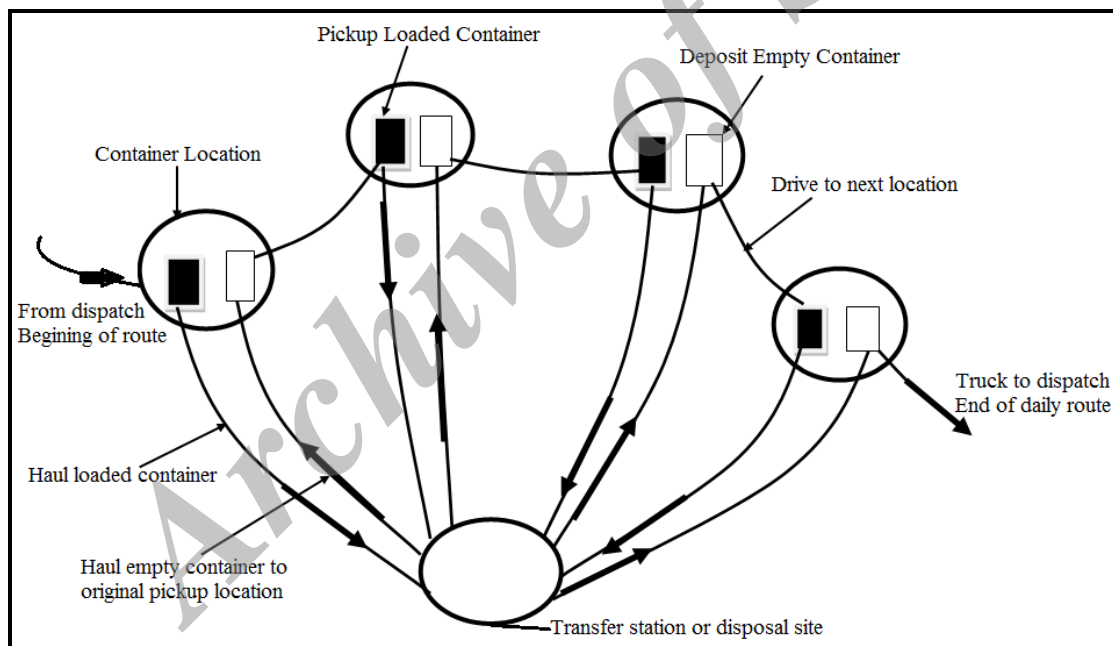 Pickup Loaded Container
Deposit Empty Container
Container Location
Drive to next location
From dispatch
Begining of route
Truck to dispatch
End of daily route
Haul loaded container
Haul empty container to
original pickup location
Transfer station or disposal site
Archive of